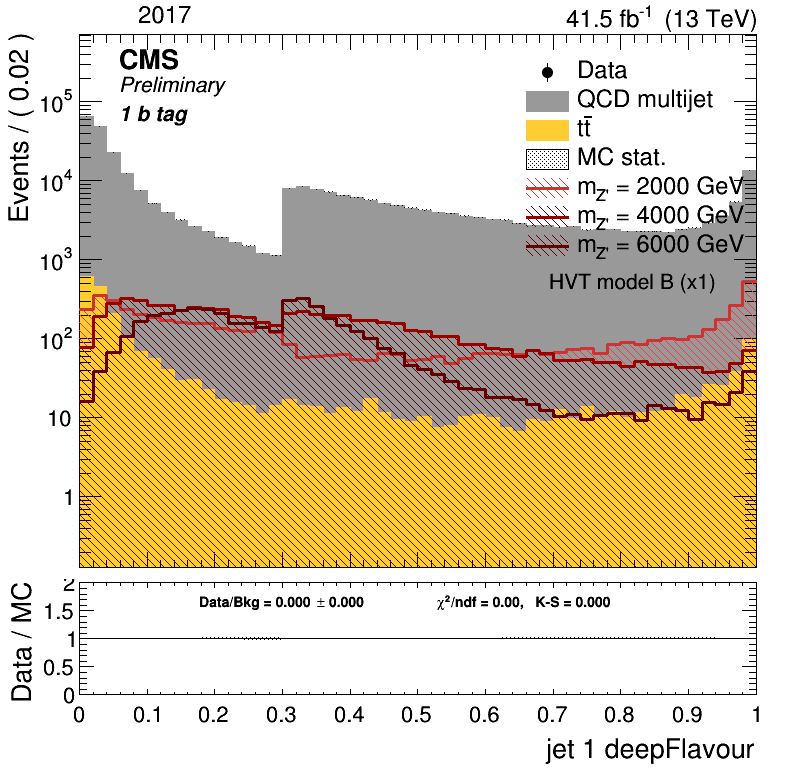 2017
41.5 fb⁻¹ (13 TeV)
CMS
Preliminary
1 b tag
Data
QCD multijet
tt̄
MC stat.
m_Z' = 2000 GeV
m_Z' = 4000 GeV
m_Z' = 6000 GeV
HVT model B (x1)
Events / ( 0.02 )
10⁵
10⁴
10³
10²
10
1
Data/Bkg = 0.000 ± 0.000
χ²/ndf = 0.00, K-S = 0.000
Data / MC
2
1.5
1
0.5
0
0 0.1 0.2 0.3 0.4 0.5 0.6 0.7 0.8 0.9 1
jet 1 deepFlavour